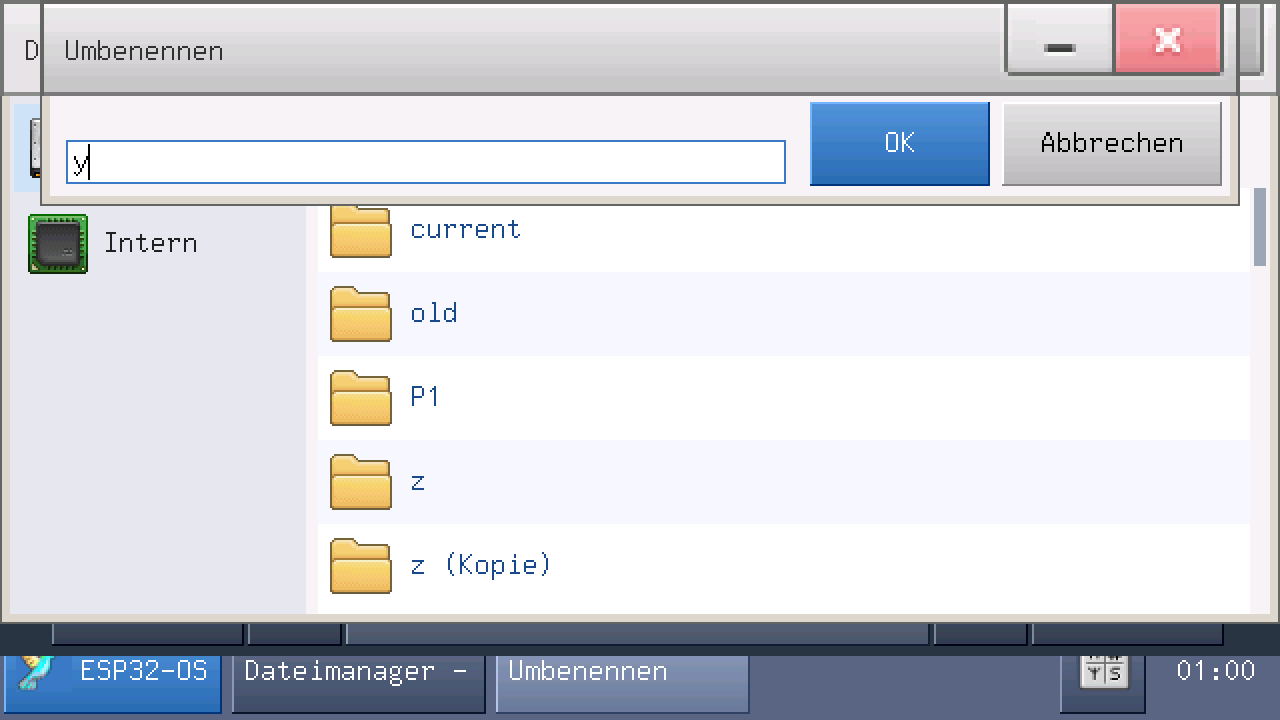 D
Umbenennen
y
OK
Abbrechen
Intern
current
old
P1
z
z (Kopie)
ESP32-OS
Dateimanager -
Umbenennen
01:00